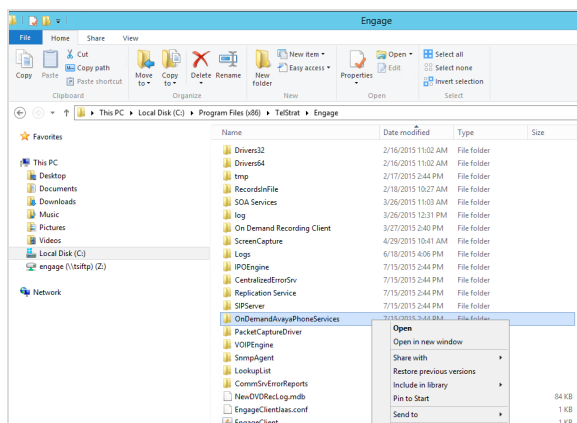 Engage
File Home Share View
Copy Paste Cut Copy path Paste shortcut Move to Copy to Delete Rename New folder New item Easy access Properties Open Edit Select all Select none Invert selection
Clipboard Organize New Open Select
This PC Local Disk (C:) Program Files (x86) TelStrat Engage
Favorites
This PC
Desktop
Documents
Downloads
Music
Pictures
Videos
Local Disk (C:)
engage (\\tsiftp) (Z:)
Network
Name Date modified Type Size
Drivers32 2/16/2015 11:02 AM File folder
Drivers64 2/16/2015 11:02 AM File folder
tmp 2/17/2015 2:44 PM File folder
RecordsInFile 2/18/2015 10:27 AM File folder
SOA Services 3/26/2015 11:03 AM File folder
log 3/26/2015 12:31 PM File folder
On Demand Recording Client 3/27/2015 2:40 PM File folder
ScreenCapture 4/29/2015 10:41 AM File folder
Logs 6/18/2015 4:06 PM File folder
IPOEngine 7/15/2015 2:44 PM File folder
CentralizedErrorSrv 7/15/2015 2:44 PM File folder
Replication Service 7/15/2015 2:44 PM File folder
SIPServer 7/15/2015 2:44 PM File folder
OnDemandAvayaPhoneServices 7/15/2015 2:44 PM File folder
PacketCaptureDriver
VOIPEngine
SnmpAgent
LookupList
CommSrvErrorReports
NewDVDRecLog.mdb 84 KB
EngageClientJaas.conf 1 KB
EngageClient 1 KB
Open
Open in new window
Share with
Restore previous versions
Include in library
Pin to Start
Send to